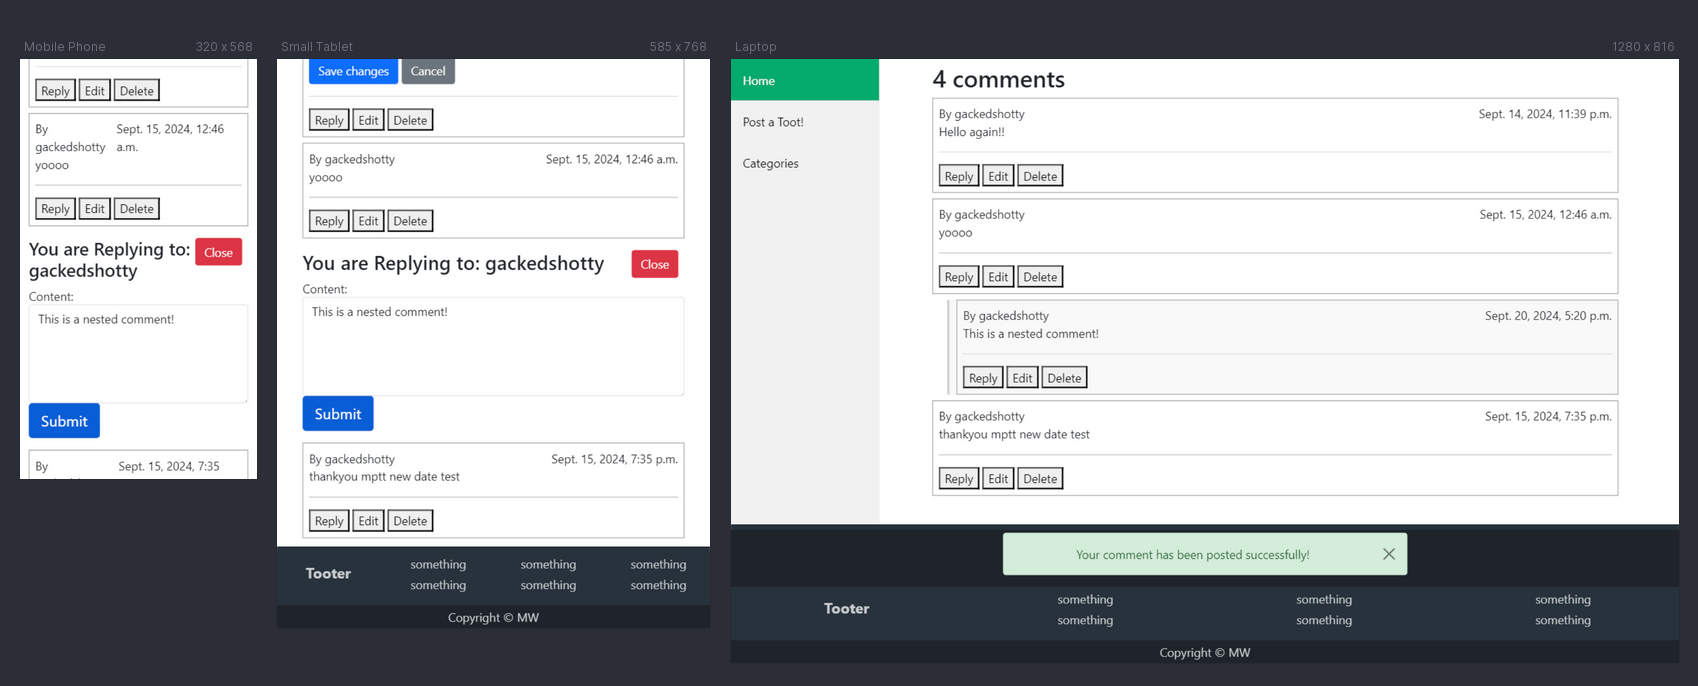 Mobile Phone 320 x 568
Reply Edit Delete
By gackedshotty Sept. 15, 2024, 12:46 a.m.
yoooo
Reply Edit Delete
You are Replying to:
gackedshotty
Close
Content:
This is a nested comment!
Submit
By Sept. 15, 2024, 7:35
Small Tablet 585 x 768
Save changes Cancel
Reply Edit Delete
By gackedshotty Sept. 15, 2024, 12:46 a.m.
yoooo
Reply Edit Delete
You are Replying to: gackedshotty Close
Content:
This is a nested comment!
Submit
By gackedshotty Sept. 15, 2024, 7:35 p.m.
thankyou mptt new date test
Reply Edit Delete
Tooter
something something something
something something something
Copyright © MW
Laptop 1280 x 816
Home
Post a Toot!
Categories
4 comments
By gackedshotty Sept. 14, 2024, 11:39 p.m.
Hello again!!
Reply Edit Delete
By gackedshotty Sept. 15, 2024, 12:46 a.m.
yoooo
Reply Edit Delete
By gackedshotty Sept. 20, 2024, 5:20 p.m.
This is a nested comment!
Reply Edit Delete
By gackedshotty Sept. 15, 2024, 7:35 p.m.
thankyou mptt new date test
Reply Edit Delete
Your comment has been posted successfully!
Tooter
something something something
something something something
Copyright © MW